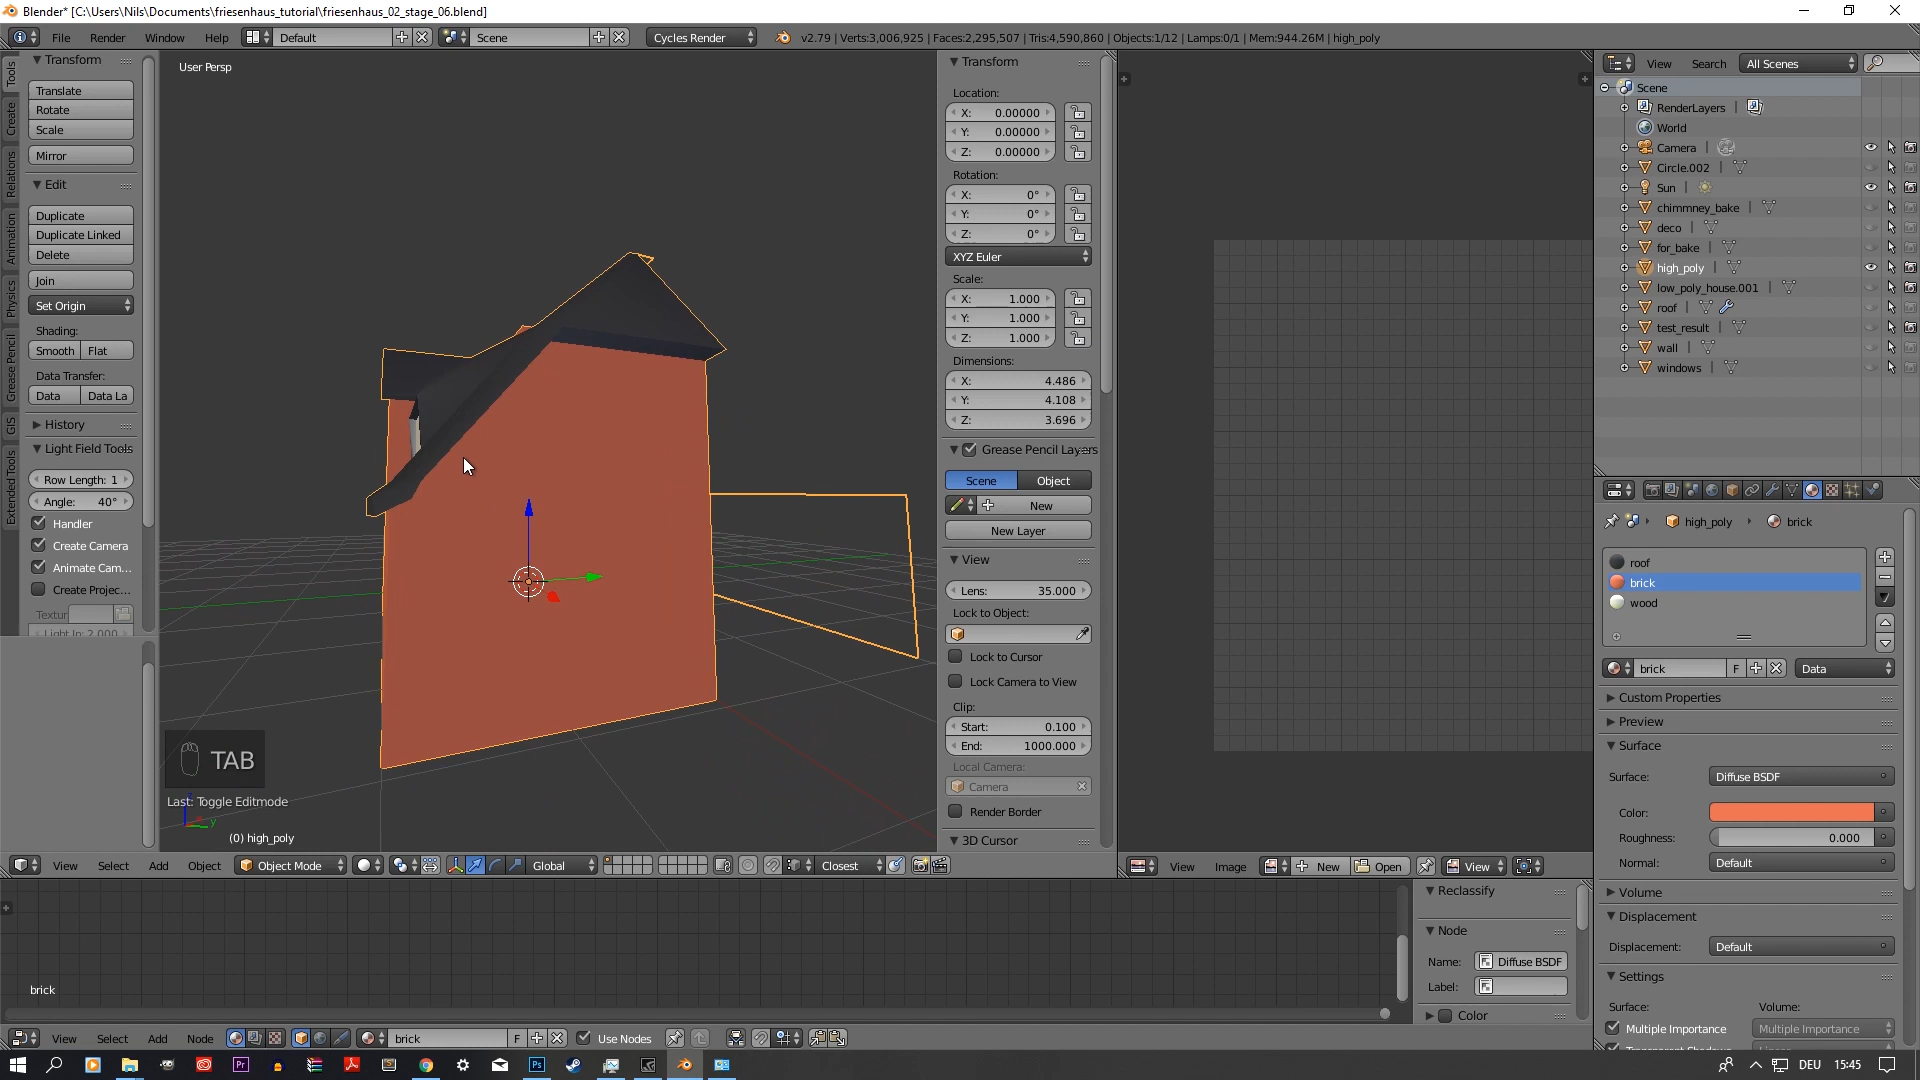 Blender* [C:\Users\Nils\Documents\friesenhaus_tutorial\friesenhaus_02_stage_06.blend]
File Render Window Help Default Scene Cycles Render v2.79 | Verts:3,006,925 | Faces:2,295,507 | Tris:4,590,860 | Objects:1/12 | Lamps:0/1 | Mem:944.26M | high_poly
Tools
Create
Relations
Animation
Physics
Grease Pencil
GIS
Extended Tools
Transform
Translate
Rotate
Scale
Mirror
Edit
Duplicate
Duplicate Linked
Delete
Join
Set Origin
Shading:
Smooth Flat
Data Transfer:
Data Data La
History
Light Field Tools
Row Length: 1
Angle: 40°
Handler
Create Camera
Animate Cam...
Create Projec...
Textur
Light In: 2.000
User Persp
TAB
Last: Toggle Editmode
y
(0) high_poly
Transform
Location:
X: 0.00000
Y: 0.00000
Z: 0.00000
Rotation:
X: 0°
Y: 0°
Z: 0°
XYZ Euler
Scale:
X: 1.000
Y: 1.000
Z: 1.000
Dimensions:
X: 4.486
Y: 4.108
Z: 3.696
Grease Pencil Layers
Scene Object
New
New Layer
View
Lens: 35.000
Lock to Object:
Lock to Cursor
Lock Camera to View
Clip:
Start: 0.100
End: 1000.000
Local Camera:
Camera
Render Border
3D Cursor
View Select Add Object Object Mode Global Closest
View Image New Open View
View Search All Scenes
Scene
RenderLayers |
World
Camera |
Circle.002 |
Sun |
chimmney_bake |
deco |
for_bake |
high_poly |
low_poly_house.001 |
roof |
test_result |
wall |
windows |
high_poly brick
roof
brick
wood
brick F Data
Custom Properties
Preview
Surface
Surface: Diffuse BSDF
Color:
Roughness: 0.000
Normal: Default
Volume
Displacement
Displacement: Default
Settings
Surface: Volume:
Multiple Importance Multiple Importance
brick
Reclassify
Node
Name: Diffuse BSDF
Label:
Color
View Select Add Node brick F Use Nodes
DEU 15:45